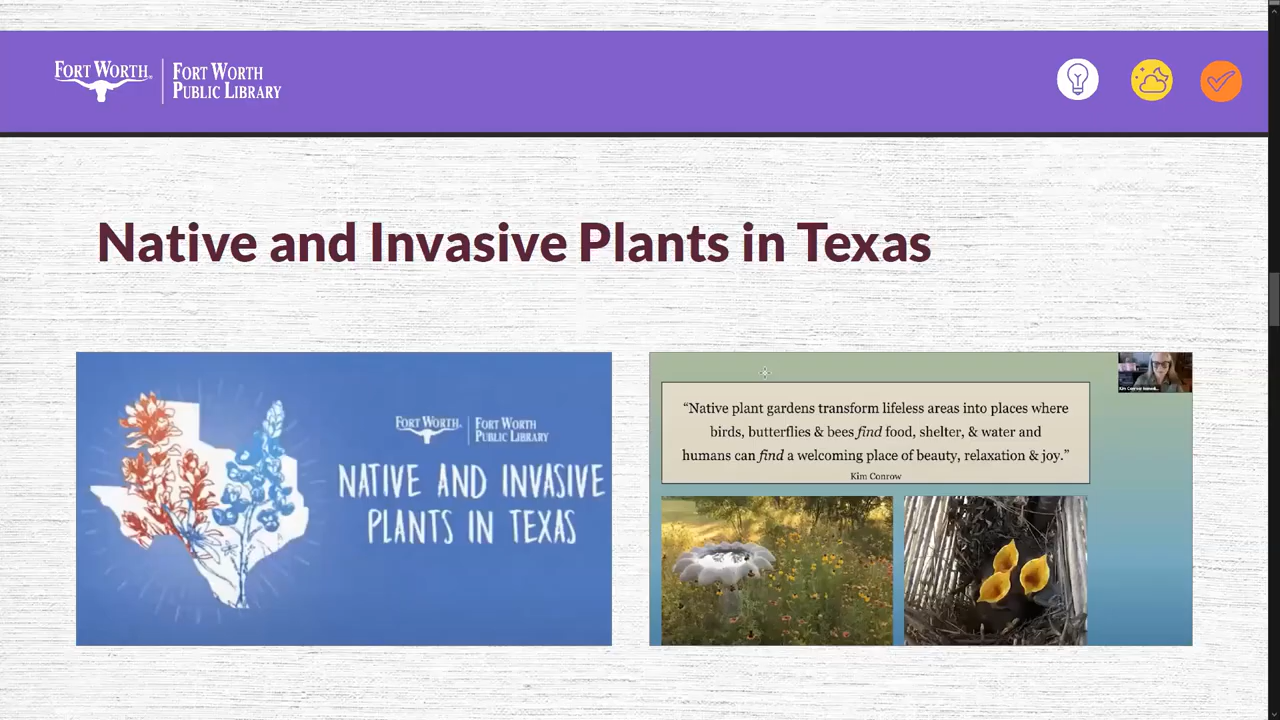 FORT WORTH®
FORT WORTH
PUBLIC LIBRARY
Native and Invasive Plants in Texas
FORT WORTH
FORT WORTH
PUBLIC LIBRARY
NATIVE AND INVASIVE
PLANTS IN TEXAS
“Native plant gardens transform lifeless areas into places where
birds, butterflies & bees find food, shelter & water and
humans can find a welcoming place of beauty, relaxation & joy.”
Kim Conrow
Kim Conrow